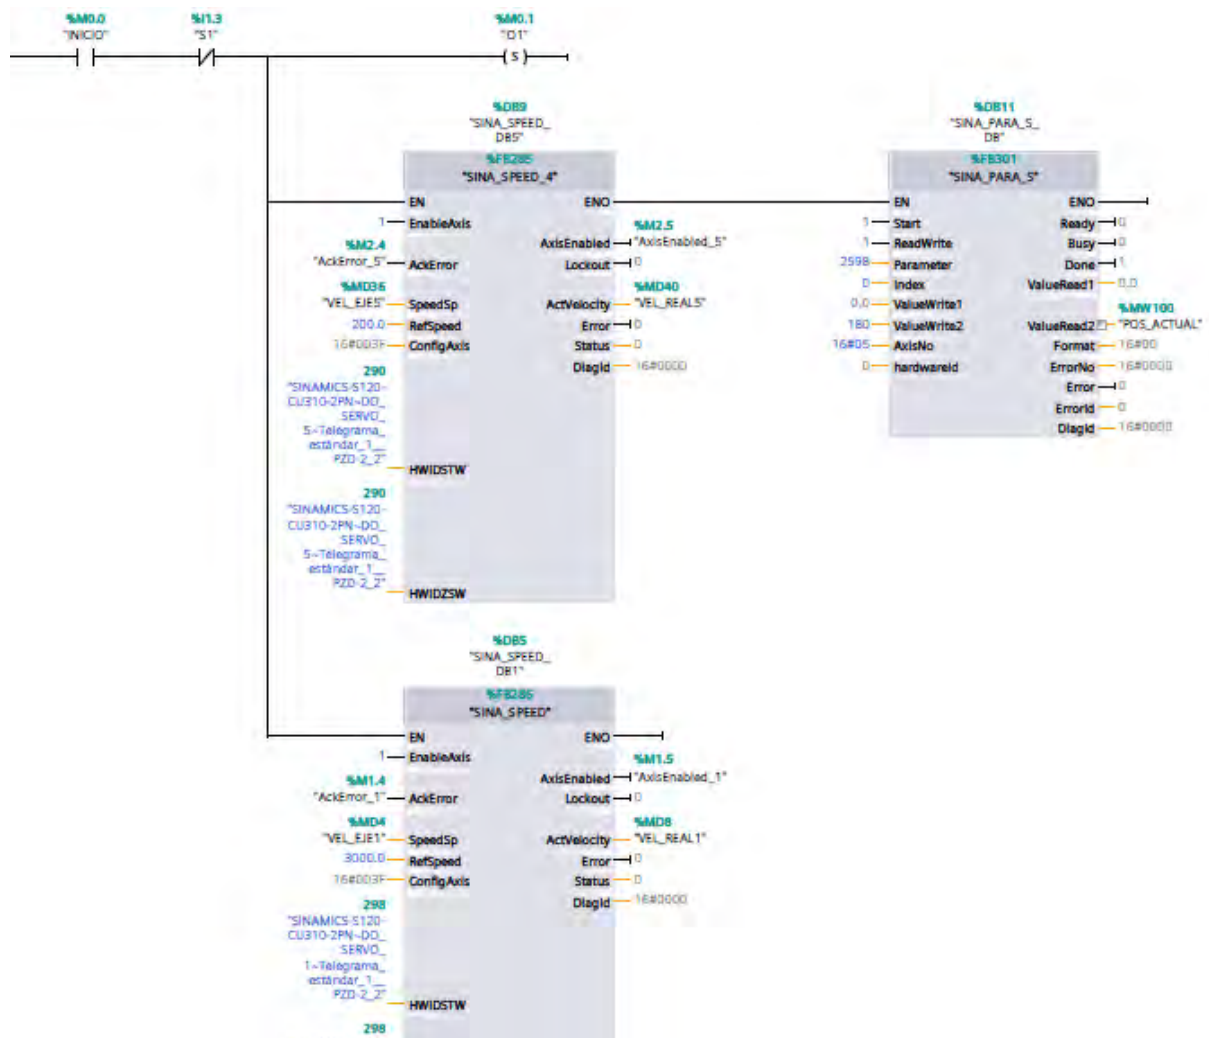 %M0.0
"INICIO"
%I1.3
"S1"
%M0.1
"O1"
S
%DB9
"SINA_SPEED_
DB5"
%FB285
"SINA_SPEED_4"
EN
ENO
1
EnableAxis
%M2.4
"AckError_5"
AckError
%MD36
"VEL_EJE5"
SpeedSp
200.0
RefSpeed
16#003F
ConfigAxis
290
"SINAMICS-S120-
CU310-2PN~DO_
SERVO_
5~Telegrama_
estándar_1__
PZD-2_2"
HWIDSTW
290
"SINAMICS-S120-
CU310-2PN~DO_
SERVO_
5~Telegrama_
estándar_1__
PZD-2_2"
HWIDZSW
%M2.5
AxisEnabled
"AxisEnabled_5"
Lockout
0
%MD40
ActVelocity
"VEL_REAL5"
Error
0
Status
0
DiagId
16#0000
%DB11
"SINA_PARA_S_
DB"
%FB301
"SINA_PARA_S"
EN
ENO
1
Start
1
ReadWrite
2598
Parameter
0
Index
0.0
ValueWrite1
180
ValueWrite2
16#05
AxisNo
0
hardwareId
Ready
0
Busy
0
Done
1
ValueRead1
0.0
%MW100
ValueRead2
"POS_ACTUAL"
Format
16#00
ErrorNo
16#0000
Error
0
ErrorId
0
DiagId
16#0000
%DB5
"SINA_SPEED_
DB1"
"SINA_SPEED"
EN
ENO
1
EnableAxis
%M1.4
"AckError_1"
AckError
%MD4
"VEL_EJE1"
SpeedSp
3000.0
RefSpeed
16#003F
ConfigAxis
298
"SINAMICS-S120-
CU310-2PN~DO_
SERVO_
1~Telegrama_
estándar_1__
PZD-2_2"
HWIDSTW
298
%M1.5
AxisEnabled
"AxisEnabled_1"
Lockout
0
%MD8
ActVelocity
"VEL_REAL1"
Error
0
Status
0
DiagId
16#0000